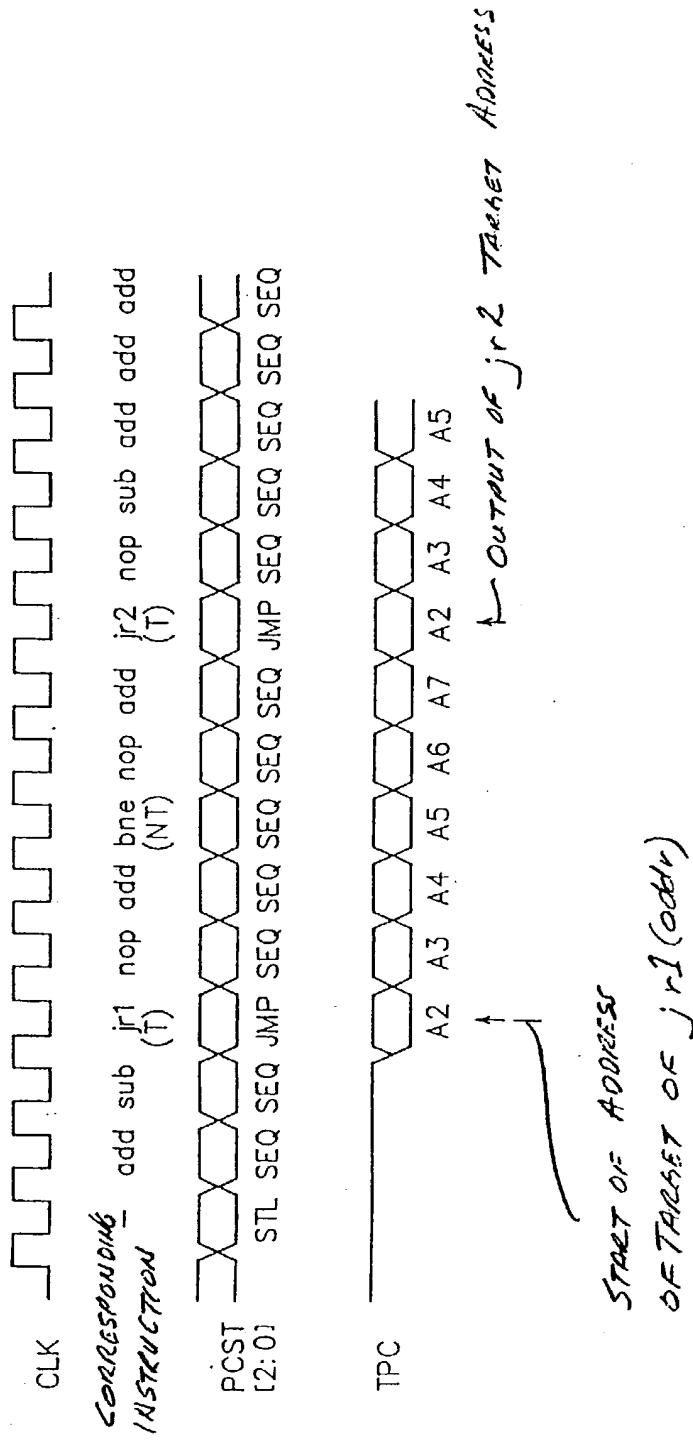 CLK
CORRESPONDING
INSTRUCTION
— add sub jr1 nop add bne nop add jr2 nop sub add add add
(T) (NT) (T)
PCST
[2:0]
STL SEQ SEQ JMP SEQ SEQ SEQ SEQ SEQ JMP SEQ SEQ SEQ SEQ SEQ
TPC
A2 A3 A4 A5 A6 A7 A2 A3 A4 A5
START OF ADDRESS
OF TARGET OF jr1 (addr)
OUTPUT OF jr2 TARGET ADDRESS